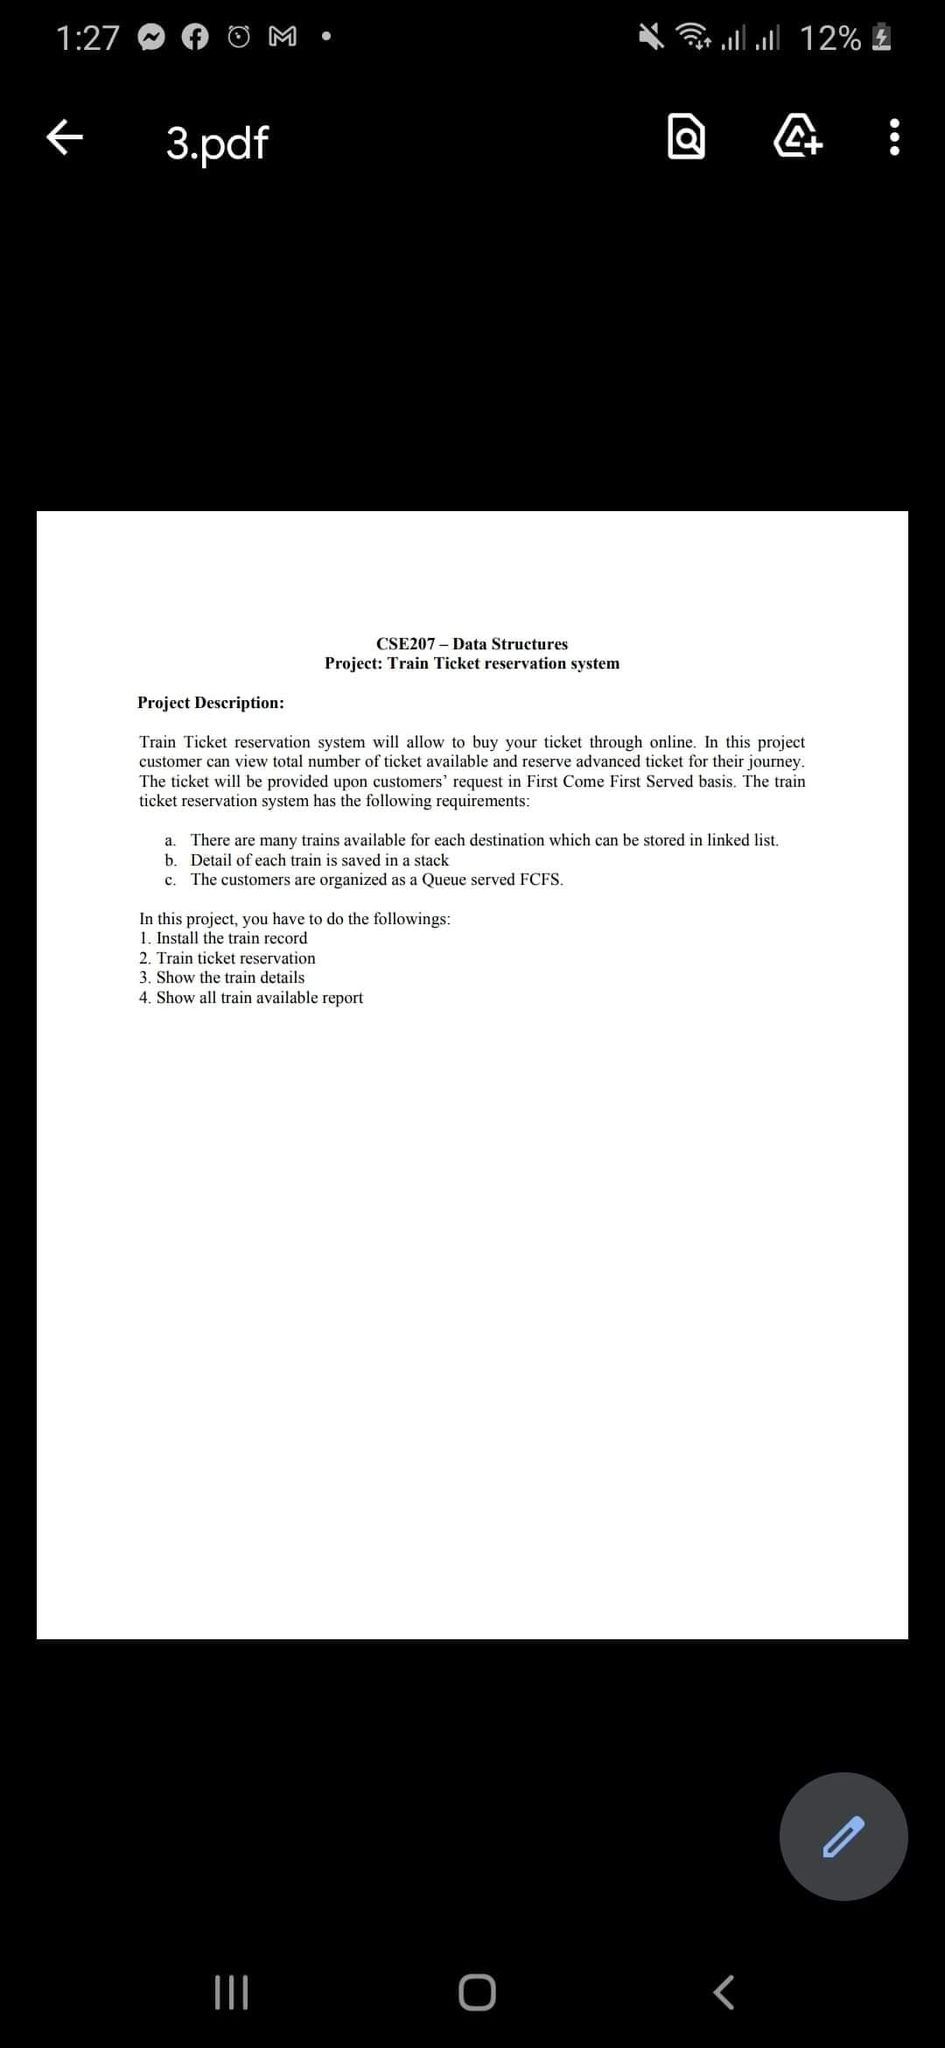 1:27
12%
3.pdf
CSE207 – Data Structures
Project: Train Ticket reservation system
Project Description:
Train Ticket reservation system will allow to buy your ticket through online. In this project
customer can view total number of ticket available and reserve advanced ticket for their journey.
The ticket will be provided upon customers’ request in First Come First Served basis. The train
ticket reservation system has the following requirements:
a. There are many trains available for each destination which can be stored in linked list.
b. Detail of each train is saved in a stack
c. The customers are organized as a Queue served FCFS.
In this project, you have to do the followings:
1. Install the train record
2. Train ticket reservation
3. Show the train details
4. Show all train available report